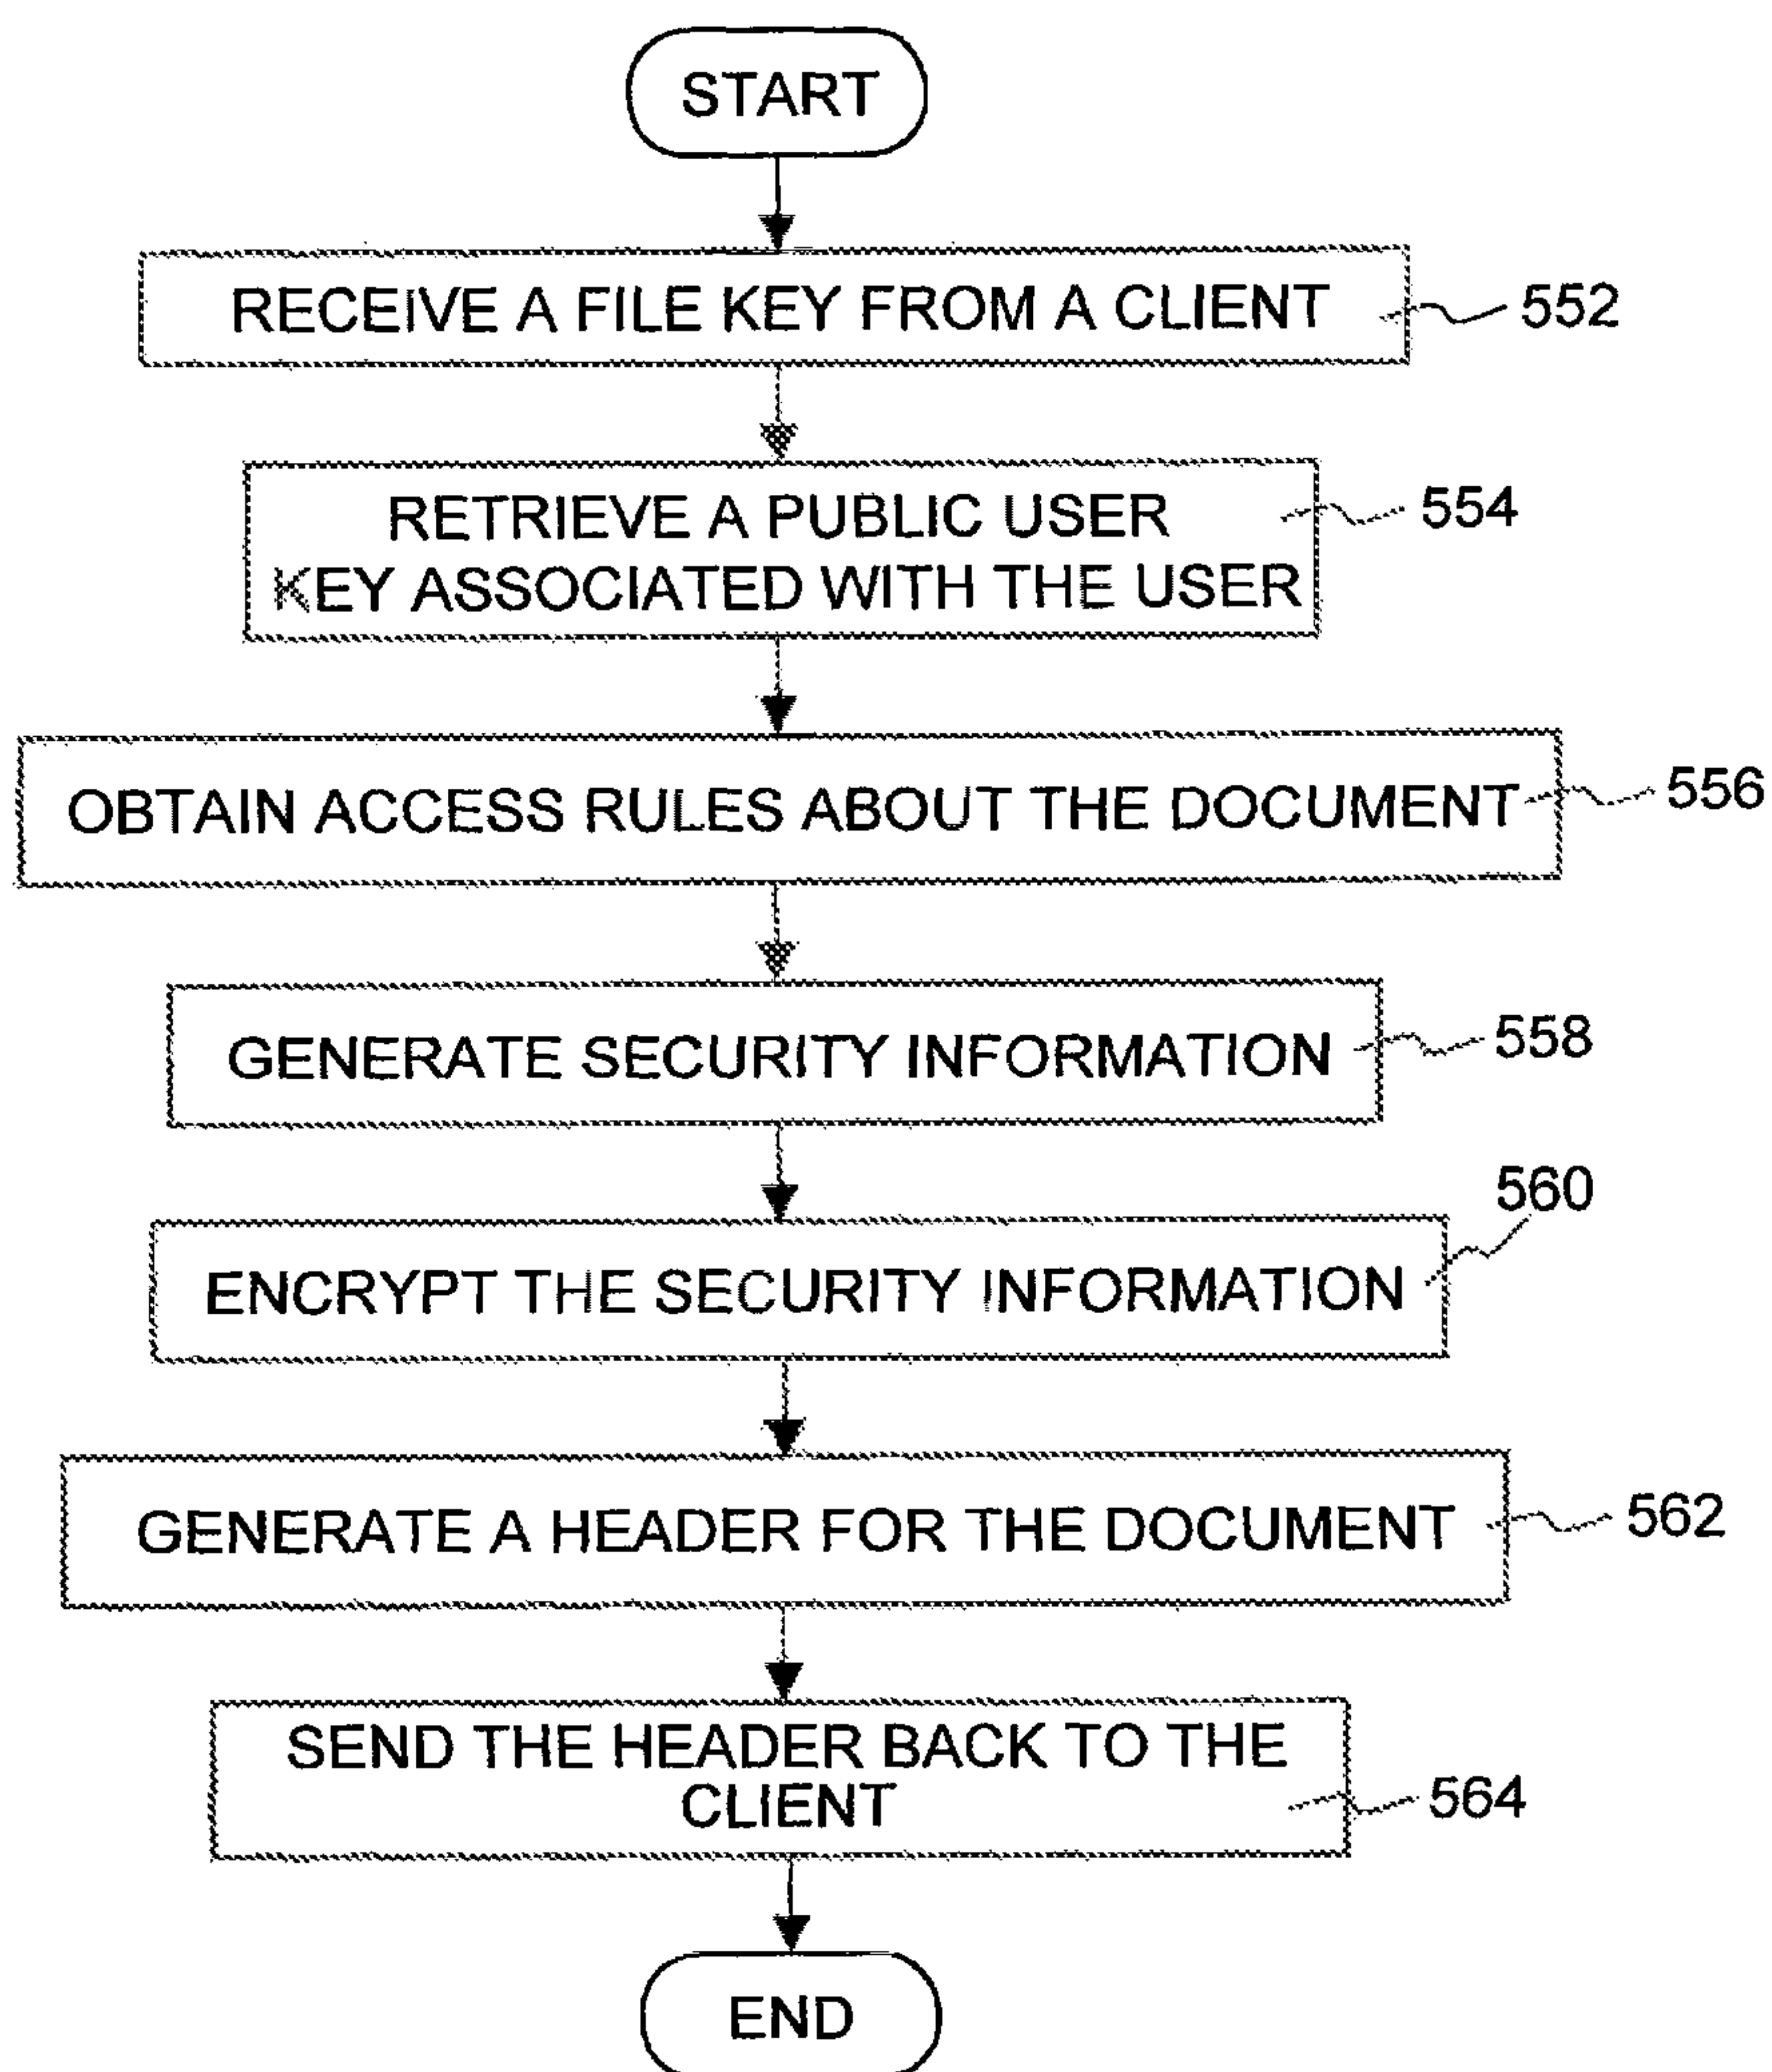 START
RECEIVE A FILE KEY FROM A CLIENT
552
RETRIEVE A PUBLIC USER
KEY ASSOCIATED WITH THE USER
554
OBTAIN ACCESS RULES ABOUT THE DOCUMENT
556
GENERATE SECURITY INFORMATION
558
560
ENCRYPT THE SECURITY INFORMATION
GENERATE A HEADER FOR THE DOCUMENT
562
SEND THE HEADER BACK TO THE
CLIENT
564
END